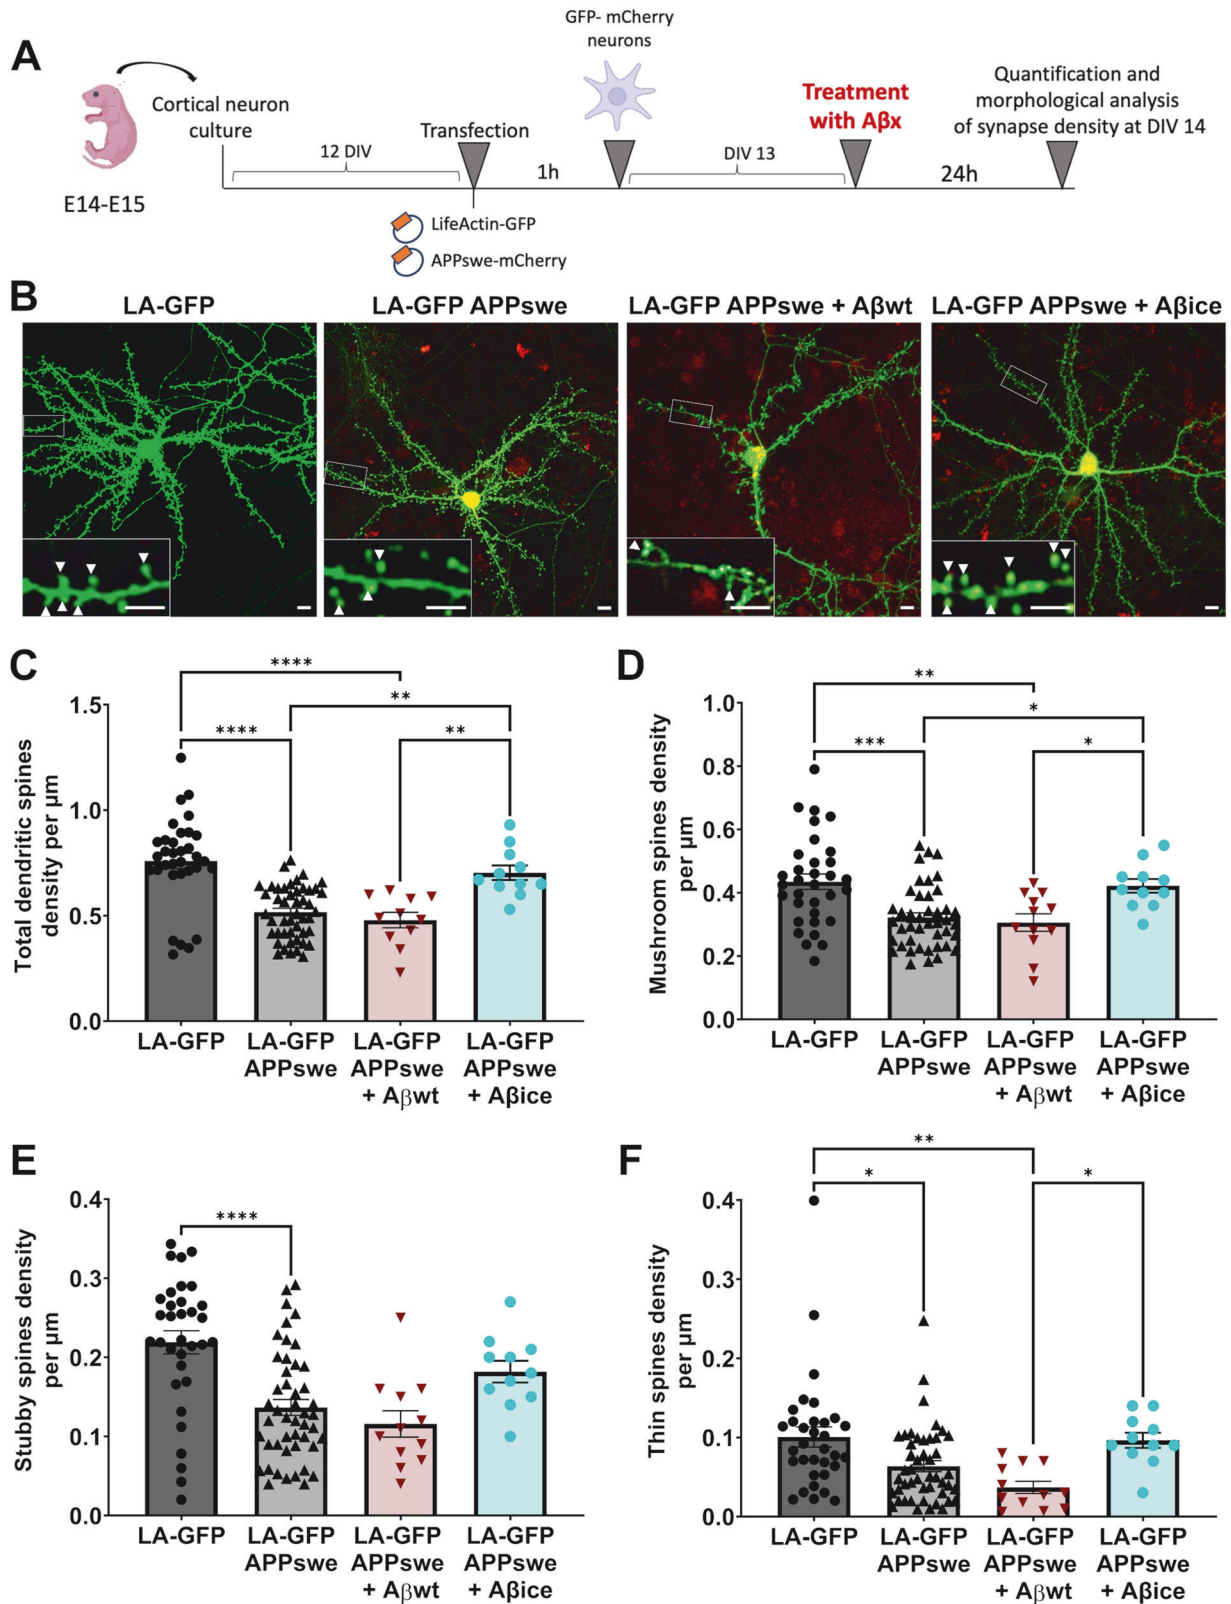 A
E14-E15
Cortical neuron
culture
12 DIV
Transfection
LifeActin-GFP
APPswe-mCherry
1h
GFP- mCherry
neurons
DIV 13
Treatment
with Aβx
24h
Quantification and
morphological analysis
of synapse density at DIV 14
B
LA-GFP
LA-GFP APPswe
LA-GFP APPswe + Aβwt
LA-GFP APPswe + Aβice
C
Total dendritic spines
density per µm
1.5
1.0
0.5
0.0
****
**
****
**
LA-GFP
LA-GFP
APPswe
LA-GFP
APPswe
+ Aβwt
LA-GFP
APPswe
+ Aβice
D
Mushroom spines density
per µm
1.0
0.8
0.6
0.4
0.2
0.0
**
*
***
*
LA-GFP
LA-GFP
APPswe
LA-GFP
APPswe
+ Aβwt
LA-GFP
APPswe
+ Aβice
E
Stubby spines density
per µm
0.4
0.3
0.2
0.1
0.0
****
LA-GFP
LA-GFP
APPswe
LA-GFP
APPswe
+ Aβwt
LA-GFP
APPswe
+ Aβice
F
Thin spines density
per µm
0.4
0.3
0.2
0.1
0.0
**
*
*
LA-GFP
LA-GFP
APPswe
LA-GFP
APPswe
+ Aβwt
LA-GFP
APPswe
+ Aβice